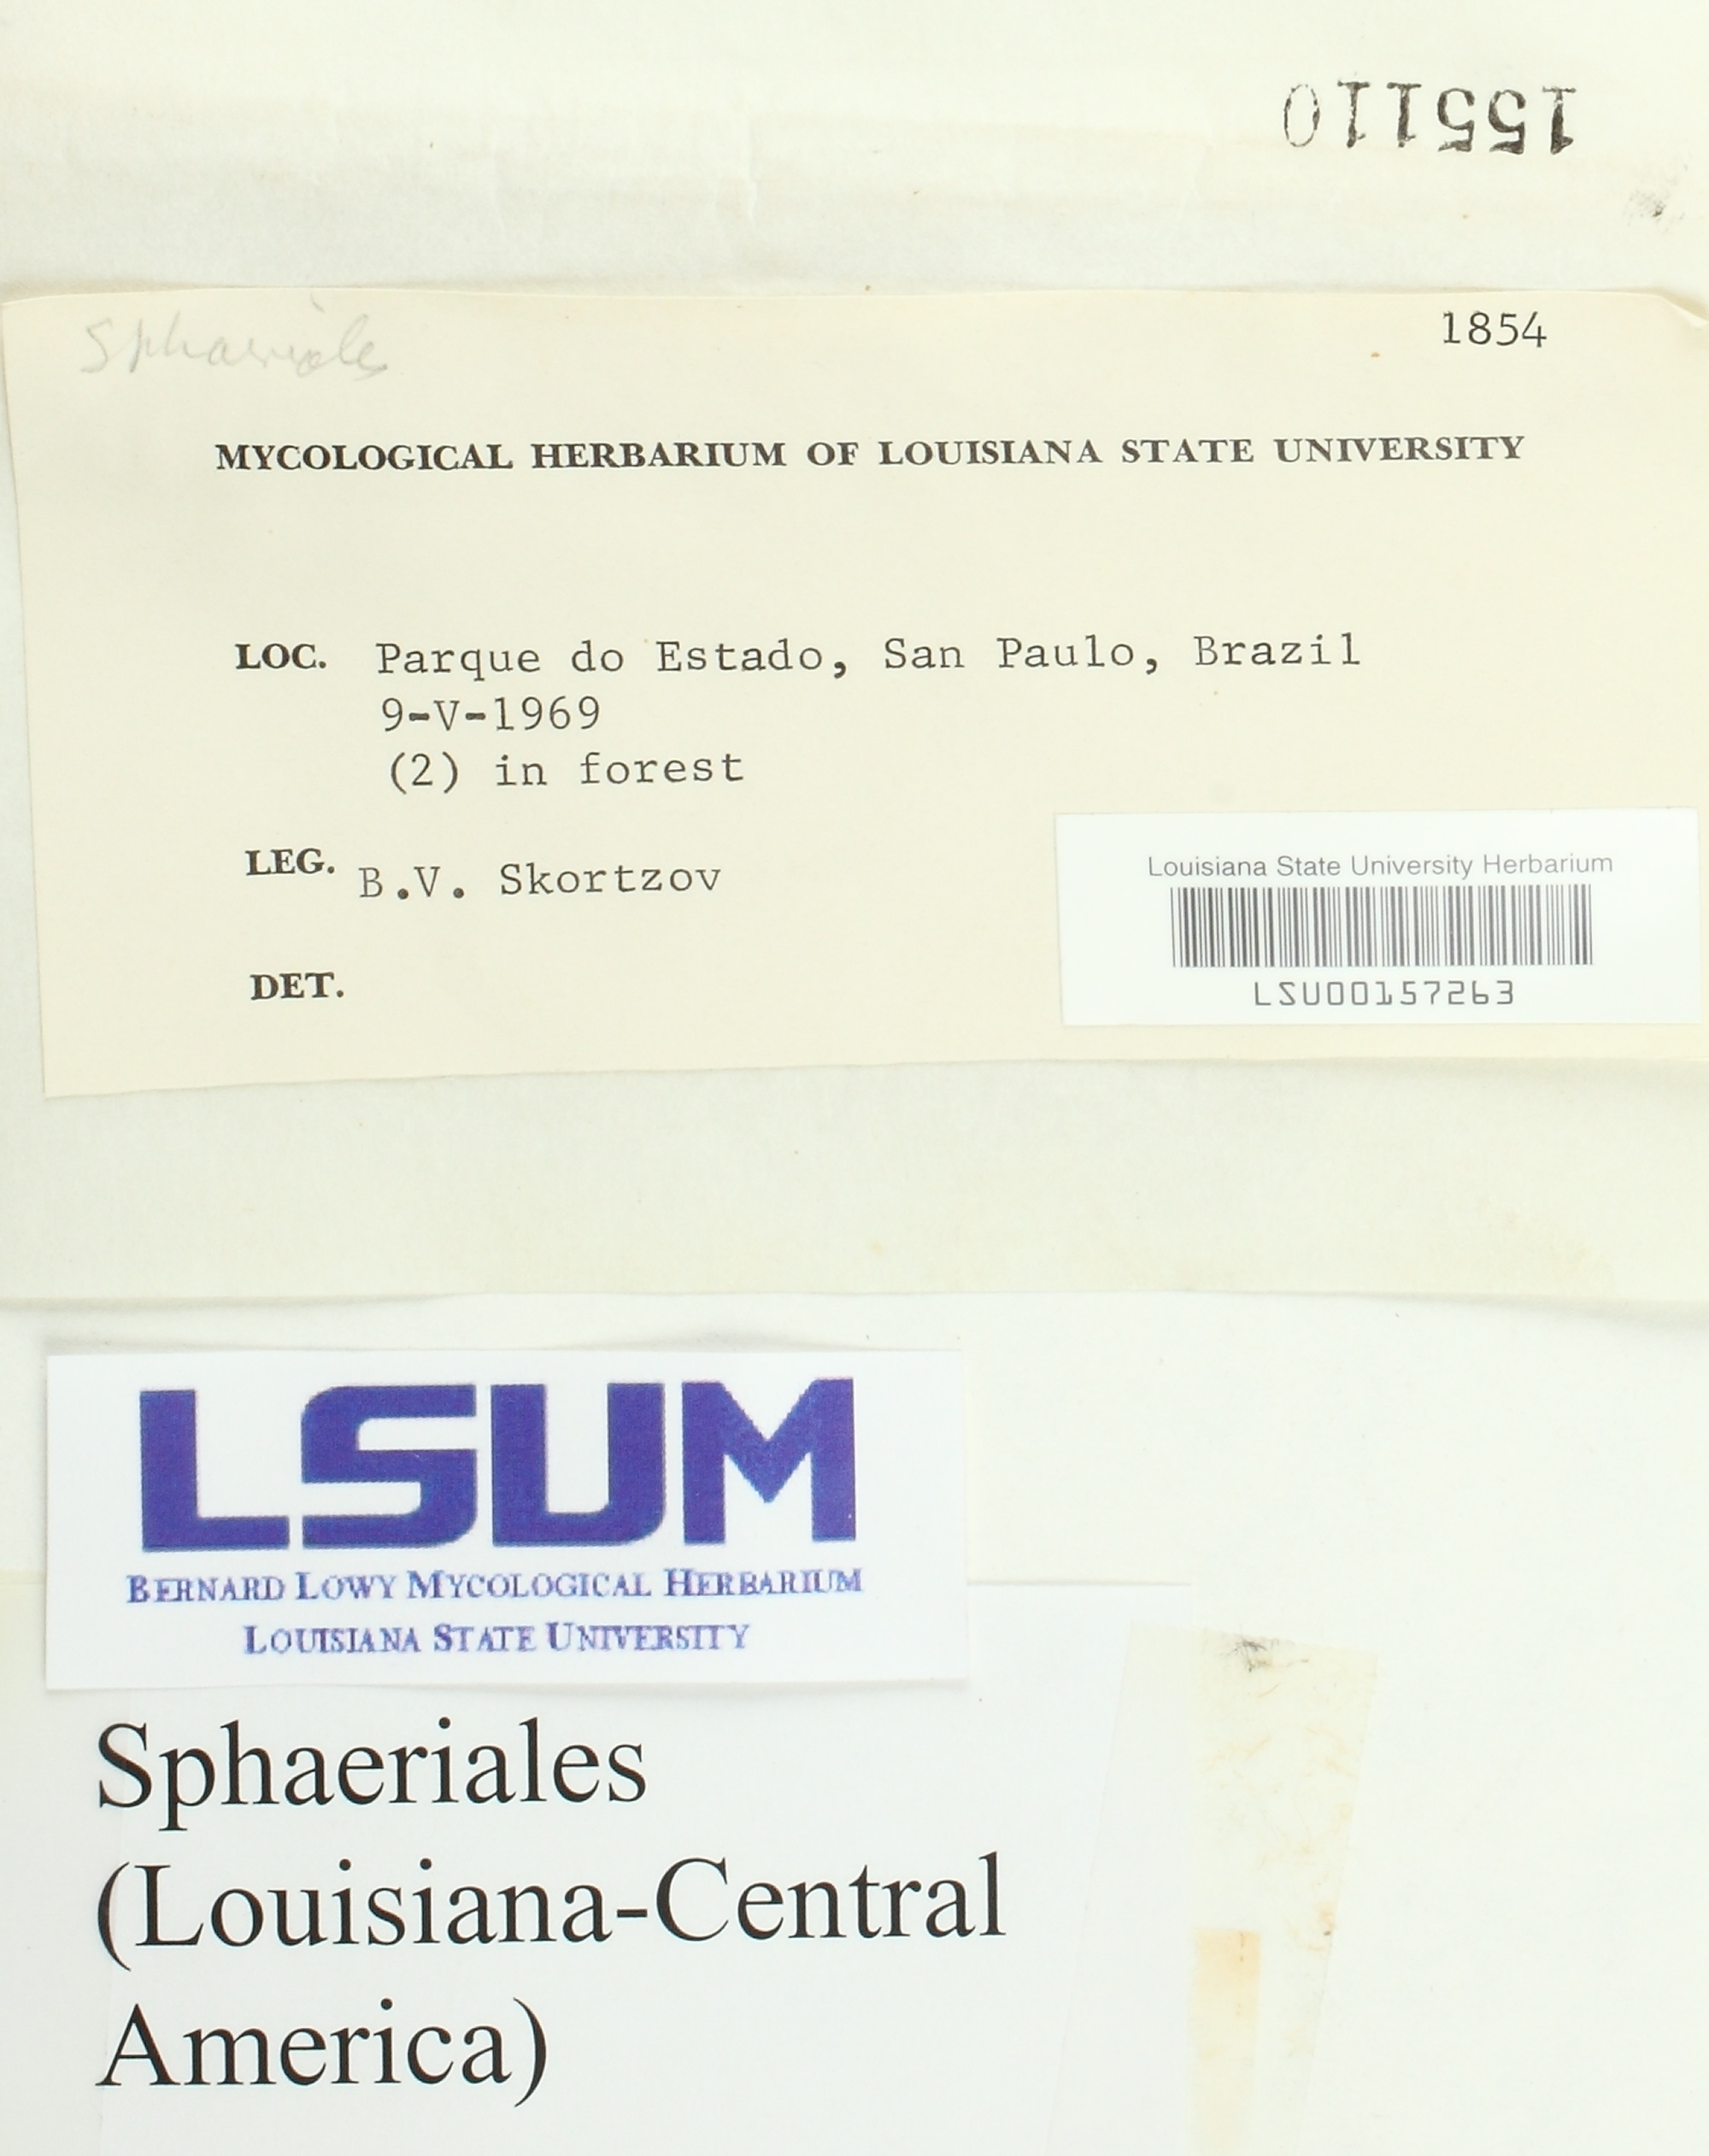 155110
Sphaeriales
1854
MYCOLOGICAL HERBARIUM OF LOUISIANA STATE UNIVERSITY
LOC. Parque do Estado, San Paulo, Brazil
9-V-1969
(2) in forest
LEG. B.V. Skortzov
DET.
Louisiana State University Herbarium
LSU00157263
LSUM
BERNARD LOWY MYCOLOGICAL HERBARIUM
LOUISIANA STATE UNIVERSITY
Sphaeriales
(Louisiana-Central
America)